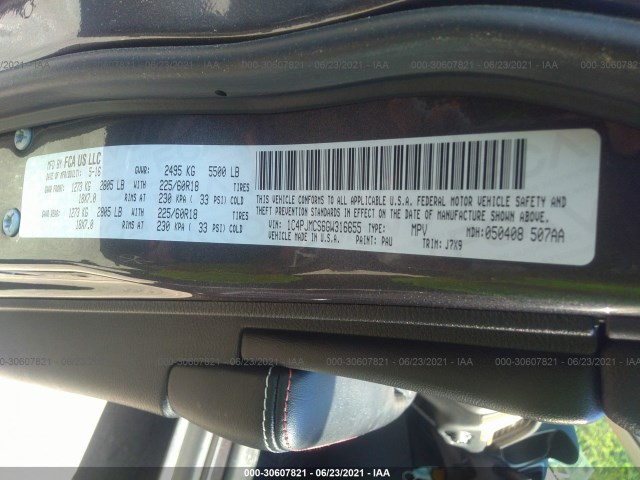 000-30607821 - 06/23/2021 - IAA
MFD BY FCA US LLC
DATE OF MFR/VEHICLE: 5-16
GVWR: 2495 KG 5500 LB
GAWR FRONT: 1273 KG 2805 LB WITH 225/60R18 TIRES
18X7.0 RIMS AT 230 KPA ( 33 PSI) COLD
GAWR REAR: 1273 KG 2805 LB WITH 225/60R18 TIRES
18X7.0 RIMS AT 230 KPA ( 33 PSI) COLD
THIS VEHICLE CONFORMS TO ALL APPLICABLE U.S.A. FEDERAL MOTOR VEHICLE SAFETY AND
THEFT PREVENTION STANDARDS IN EFFECT ON THE DATE OF MANUFACTURE SHOWN ABOVE.
VIN: 1C4PJMCS6GW316655 TYPE: MPV MDH: 050408 507AA
VEHICLE MADE IN U.S.A. PAINT: PAU TRIM: J7X9
000-30607821 - 06/23/2021 - IAA